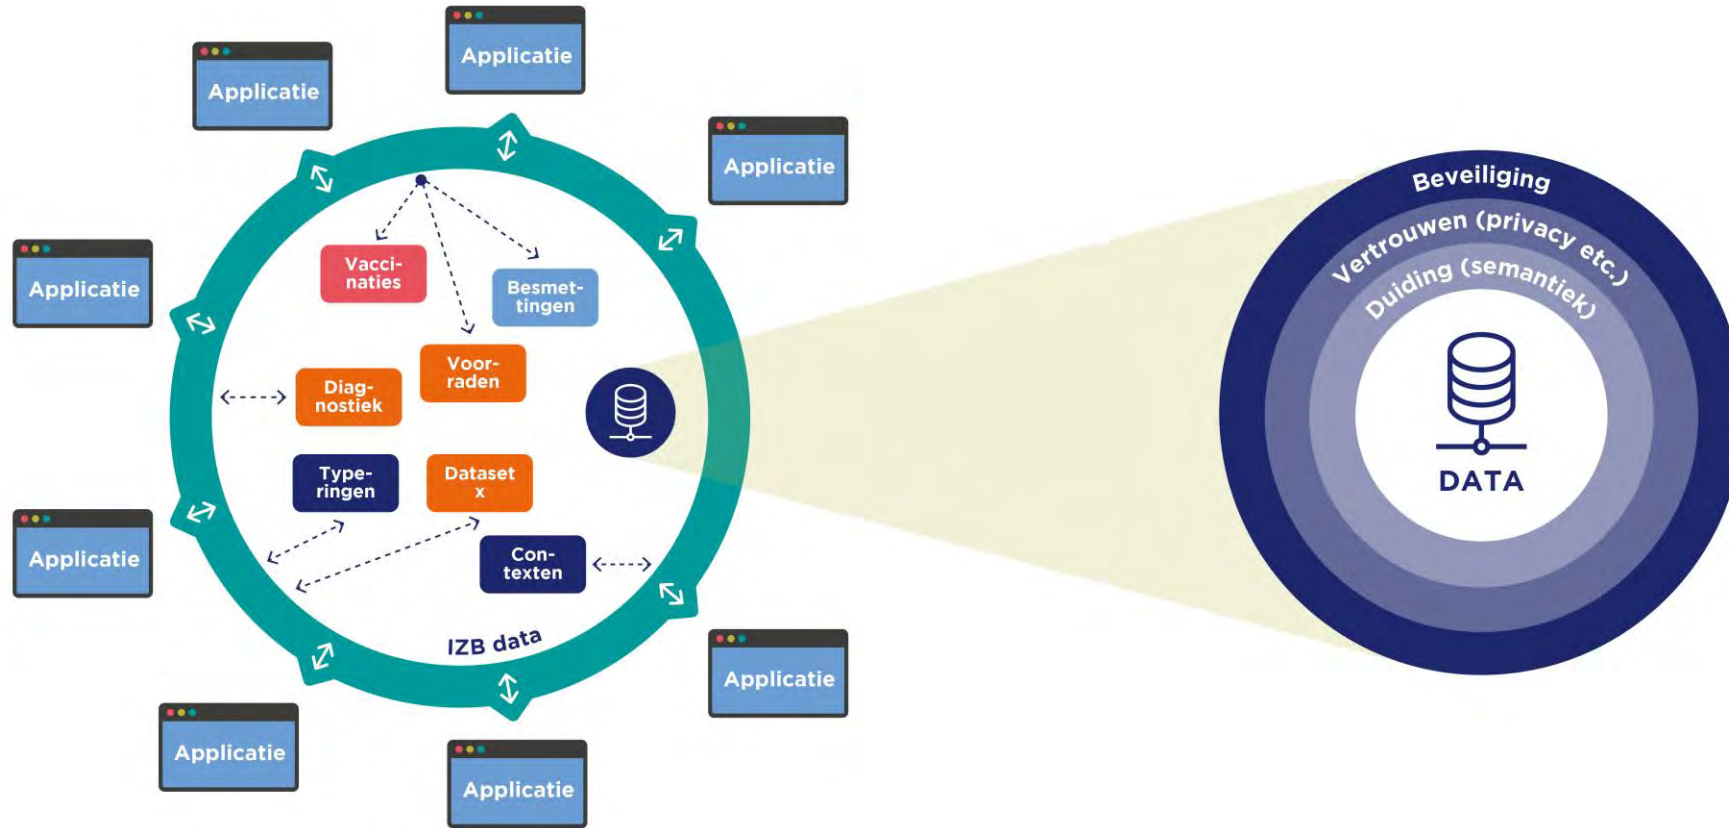 Applicatie
Applicatie
Applicatie
Applicatie
Applicatie
Applicatie
Applicatie
Applicatie
Vacci-
naties
Besmet-
tingen
Voor-
raden
Diag-
nostiek
Type-
ringen
Dataset
x
Con-
texten
IZB data
Beveiliging
Vertrouwen (privacy etc.)
Duiding (semantiek)
DATA